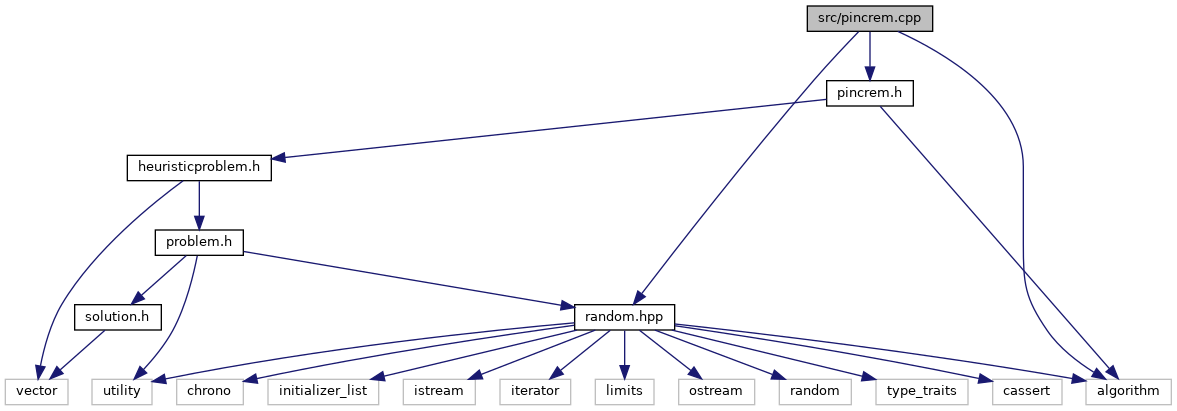 src/pincrem.cpp
pincrem.h
heuristicproblem.h
problem.h
solution.h
random.hpp
vector
utility
chrono
initializer_list
istream
iterator
limits
ostream
random
type_traits
cassert
algorithm